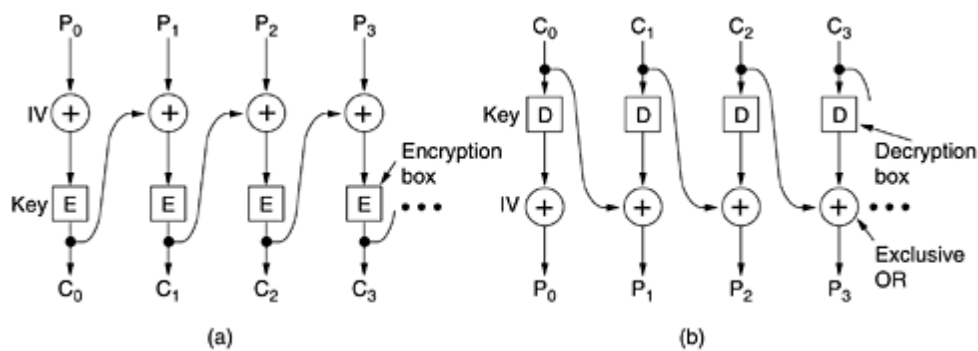 P0 P1 P2 P3
IV + + + +
Encryption
box
Key E E E E
C0 C1 C2 C3
(a)
C0 C1 C2 C3
Key D D D D
Decryption
box
IV + + + +
Exclusive
OR
P0 P1 P2 P3
(b)